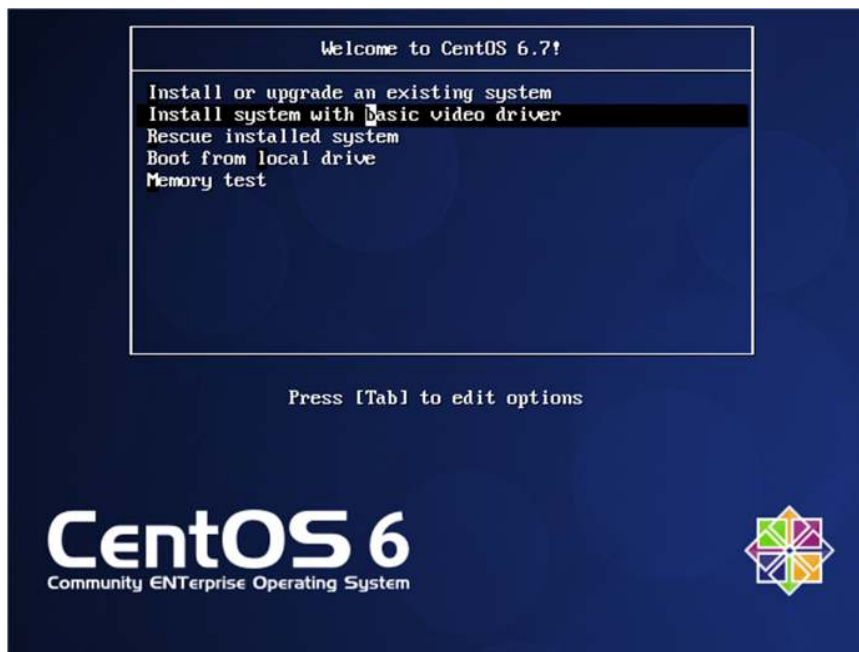 Welcome to CentOS 6.7!
Install or upgrade an existing system
Install system with basic video driver
Rescue installed system
Boot from local drive
Memory test
Press [Tab] to edit options
CentOS 6
Community ENTerprise Operating System